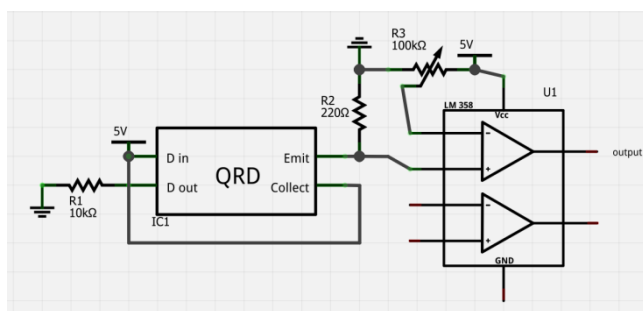 R3
100kΩ
5V
R2
220Ω
LM 358
Vcc
U1
5V
D in
Emit
QRD
D out
Collect
R1
10kΩ
IC1
-
+
output
-
+
GND